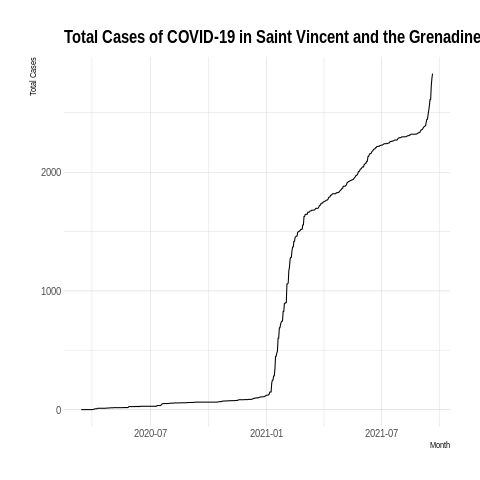 Total Cases of COVID-19 in Saint Vincent and the Grenadine
Total Cases
2000
1000
0
2020-07
2021-01
2021-07
Month